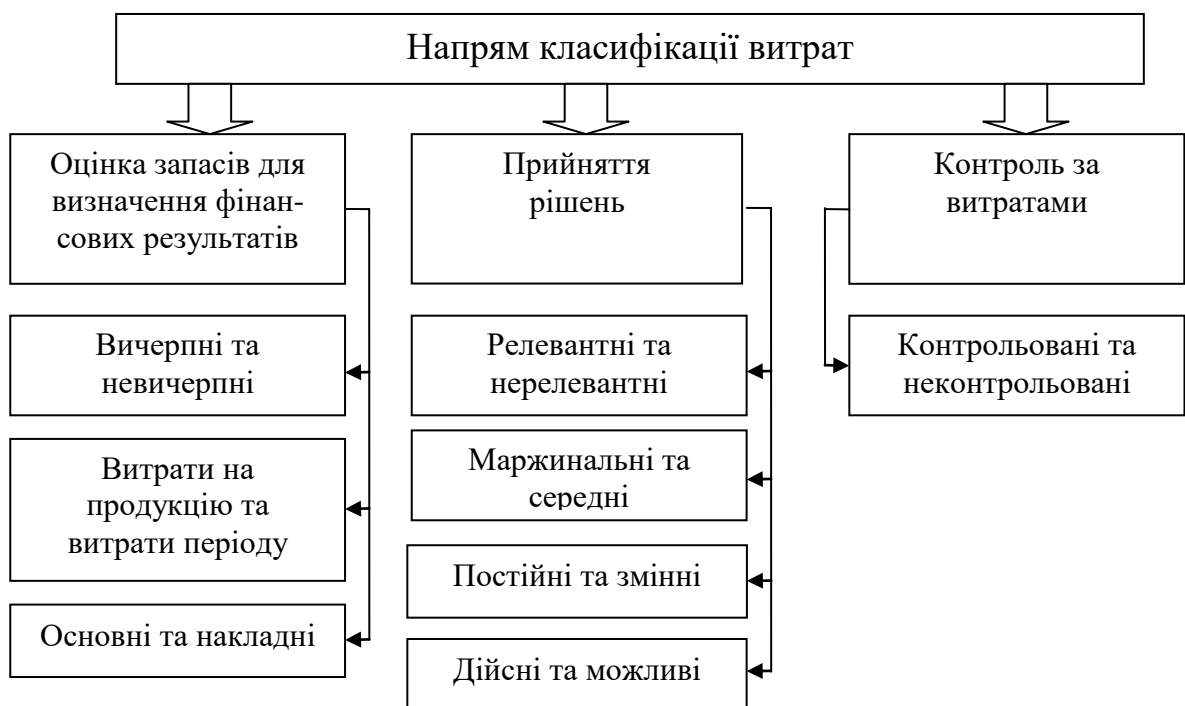 Напрям класифікації витрат
Оцінка запасів для
визначення фінан-
сових результатів
Вичерпні та
невичерпні
Витрати на
продукцію та
витрати періоду
Основні та накладні
Прийняття
рішень
Релевантні та
нерелевантні
Маржинальні та
середні
Постійні та змінні
Дійсні та можливі
Контроль за
витратами
Контрольовані та
неконтрольовані